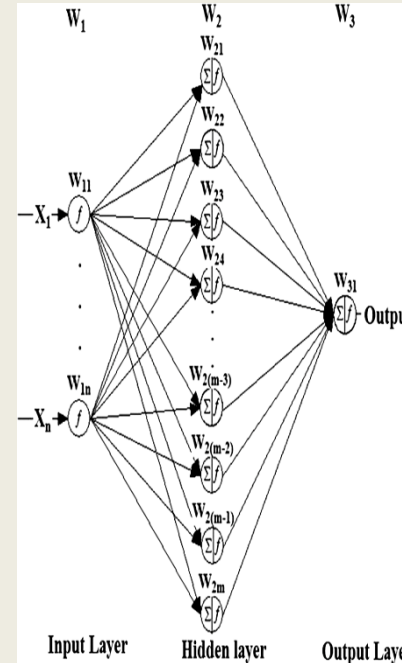 W1 W2 W3
W21
Σ f
W22
Σ f
W11 W23
X1 f Σ f
W24
Σ f W31
Σ f Outpu
W1n W2(m-3)
Xn f Σ f
W2(m-2)
Σ f
W2(m-1)
Σ f
W2m
Σ f
Input Layer Hidden layer Output Laye